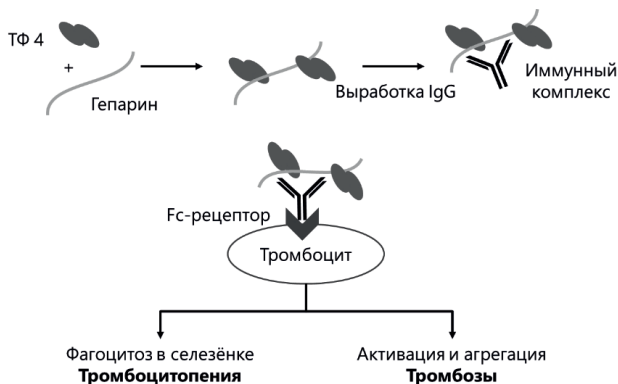 ТФ 4
+
Гепарин
Выработка IgG
Иммунный
комплекс
Fc-рецептор
Тромбоцит
Фагоцитоз в селезёнке
Тромбоцитопения
Активация и агрегация
Тромбозы